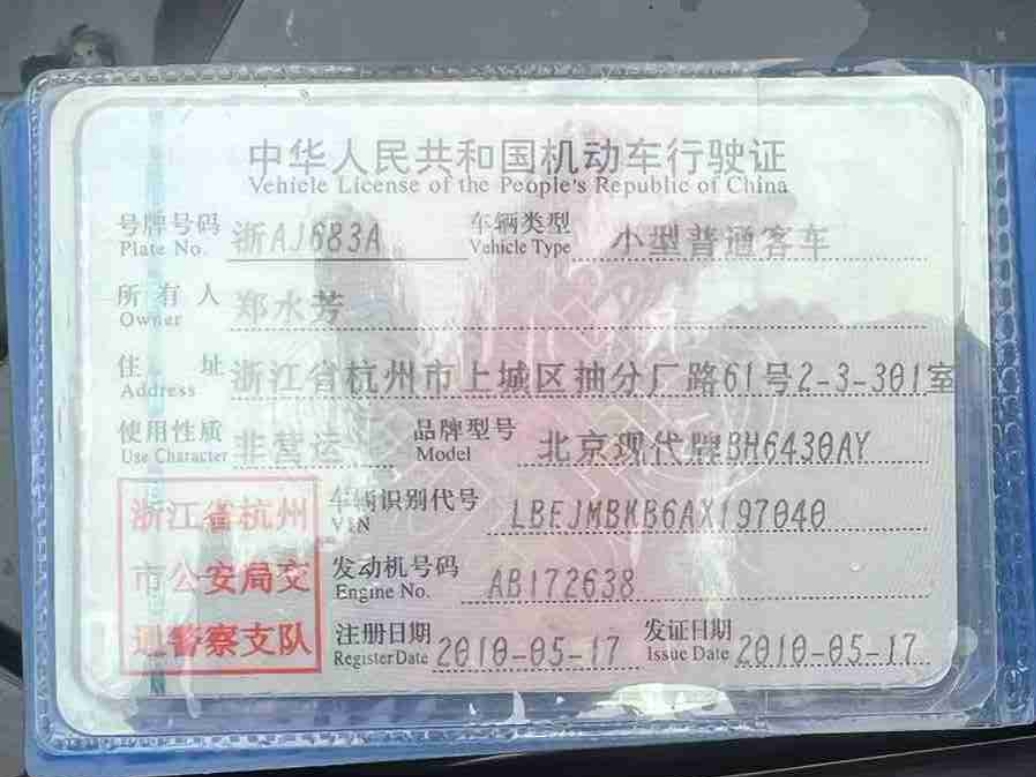 中华人民共和国机动车行驶证
Vehicle License of the People's Republic of China
号牌号码 浙AJ683A 车辆类型 小型普通客车
Plate No. Vehicle Type
所有人 郑水芳
Owner
住址 浙江省杭州市上城区抽分厂路61号2-3-301室
Address
使用性质 非营运 品牌型号 北京现代牌BH6430AY
Use Character Model
车辆识别代号 LBEJMBKB6AX197040
VIN
发动机号码 AB172638
Engine No.
注册日期 2010-05-17 发证日期 2010-05-17
Register Date Issue Date
浙江省杭州
市公安局交
通警察支队